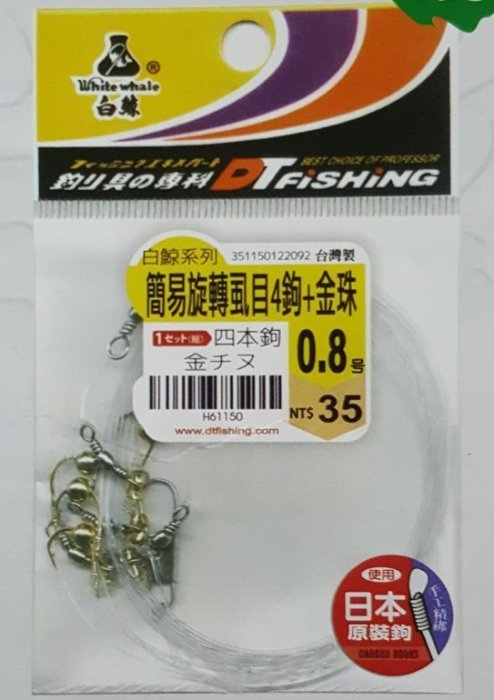 ®
White whale
白鯨
フィッシングエキスパート
釣り具の専科
BEST CHOICE OF PROFESSOR
DT FiSHiNG
白鯨系列 351150122092 台灣製
簡易旋轉虱目4鉤+金珠
1セット(組) 四本鉤
金チヌ
0.8号
H61150
NT$ 35
www.dtfishing.com
使用
日本
原裝鉤
手工精綁
CARBON HOOKS